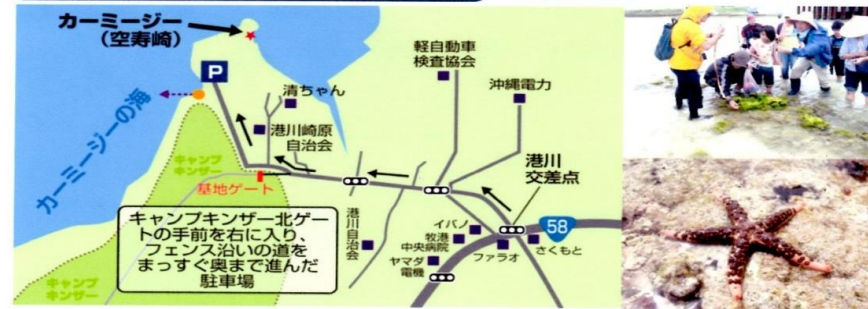 カーミージー
(空寿崎)
P
清ちゃん
港川崎原
自治会
軽自動車
検査協会
沖縄電力
カーミージーの海
キャンプ
キンザー
基地ゲート
港川
交差点
58
キャンプキンザー北ゲー
トの手前を右に入り、
フェンス沿いの道を
まっすぐ奥まで進んだ
駐車場
港川自治会
イバノ
牧港
中央病院
ヤマダ
電機
ファラオ
さくもと
キャンプ
キンザー